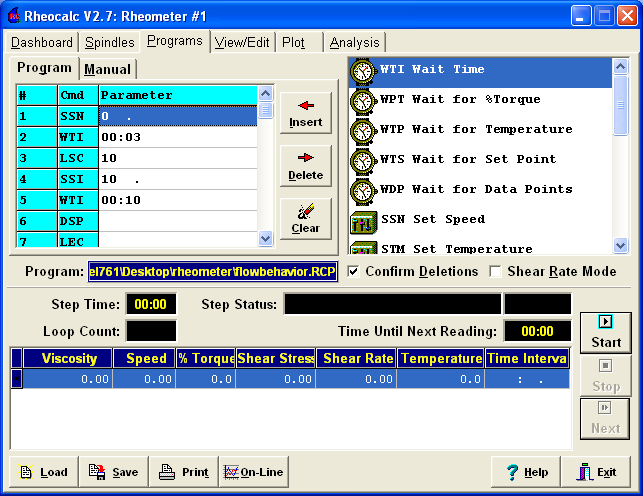 Rheocalc V2.7: Rheometer #1
Dashboard Spindles Programs View/Edit Plot Analysis
Program Manual
# Cmd Parameter
1 SSN 0 .
2 WTI 00:03
3 LSC 10
4 SSI 10 .
5 WTI 00:10
6 DSP
7 LEC
Insert
Delete
Clear
WTI Wait Time
WPT Wait for %Torque
WTP Wait for Temperature
WTS Wait for Set Point
WDP Wait for Data Points
SSN Set Speed
STM Set Temperature
Program: el761\Desktop\rheometer\flowbehavior.RCP
Confirm Deletions Shear Rate Mode
Step Time: 00:00 Step Status:
Loop Count: Time Until Next Reading: 00:00
Viscosity Speed % Torque Shear Stress Shear Rate Temperature Time Interva
0.00 0.00 0.0 0.00 0.00 0.0 : .
Start
Stop
Next
Load Save Print On-Line Help Exit